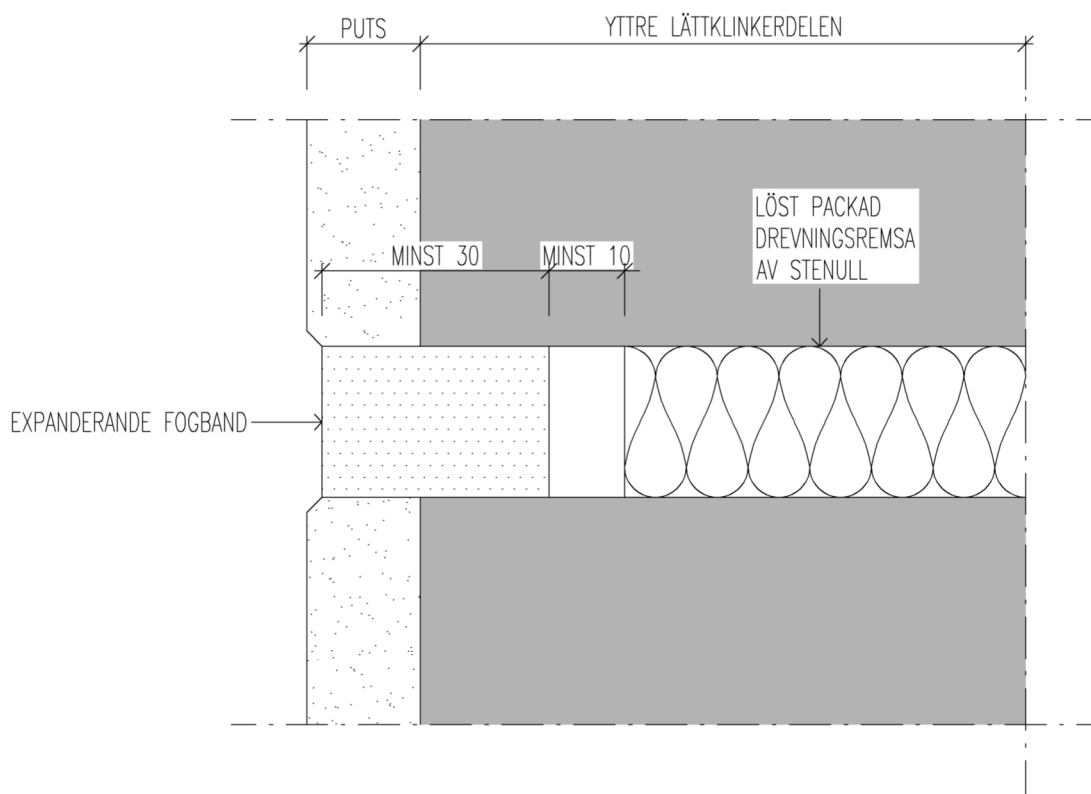 PUTS
YTTRE LÄTTKLINKERDELEN
LÖST PACKAD
DREVNINGSREMSA
AV STENULL
MINST 30
MINST 10
EXPANDERANDE FOGBAND